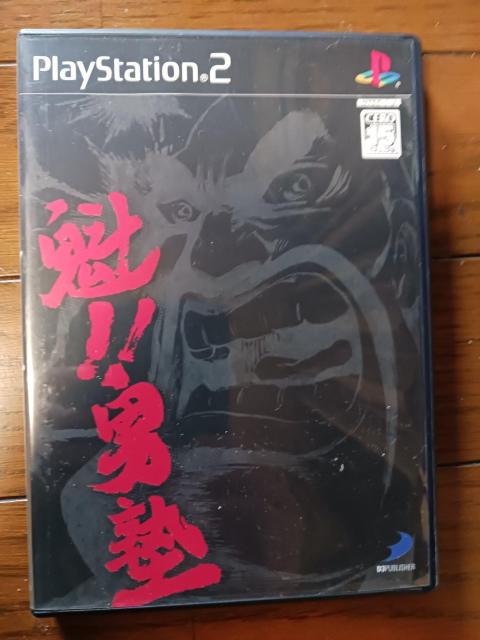 PlayStation®2
CERO
15
魁!!男塾
D3PUBLISHER